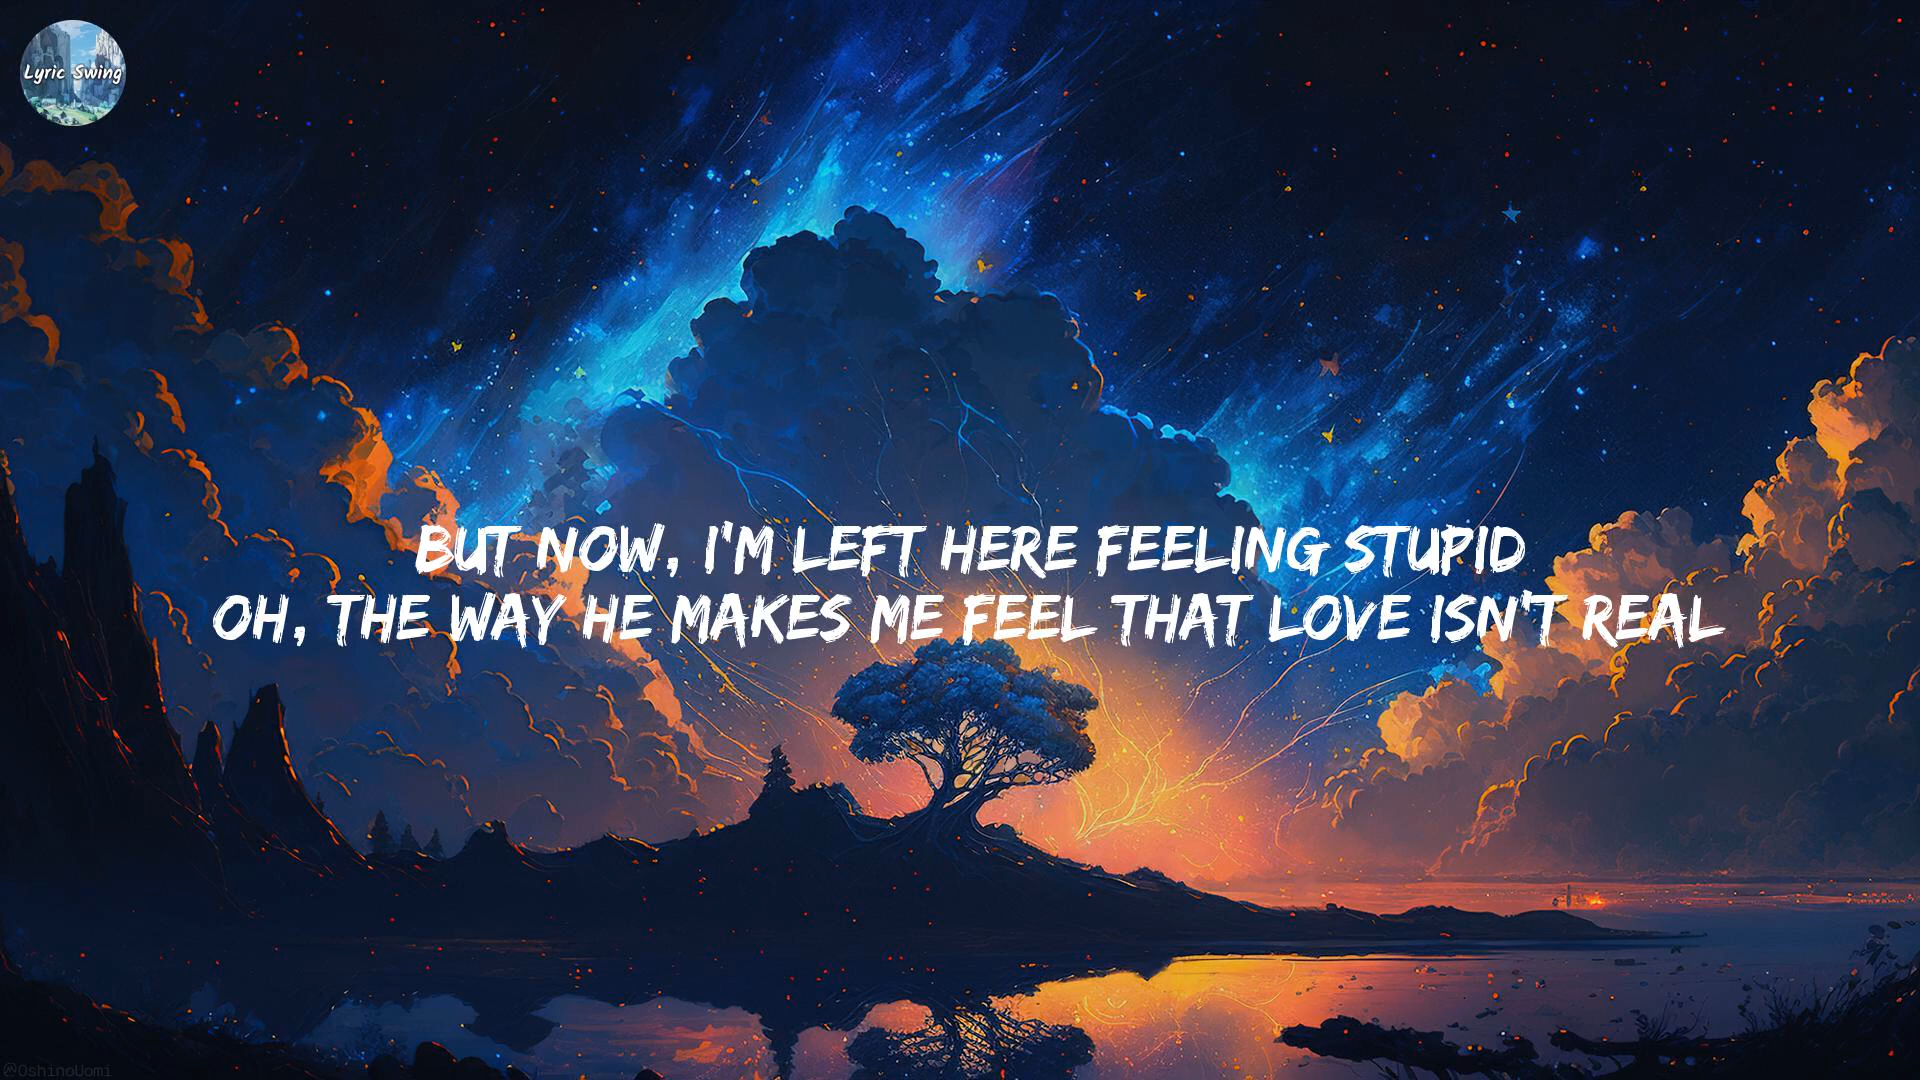 Lyric Swing
BUT NOW, I'M LEFT HERE FEELING STUPID
OH, THE WAY HE MAKES ME FEEL THAT LOVE ISN'T REAL
@OshinoUomi